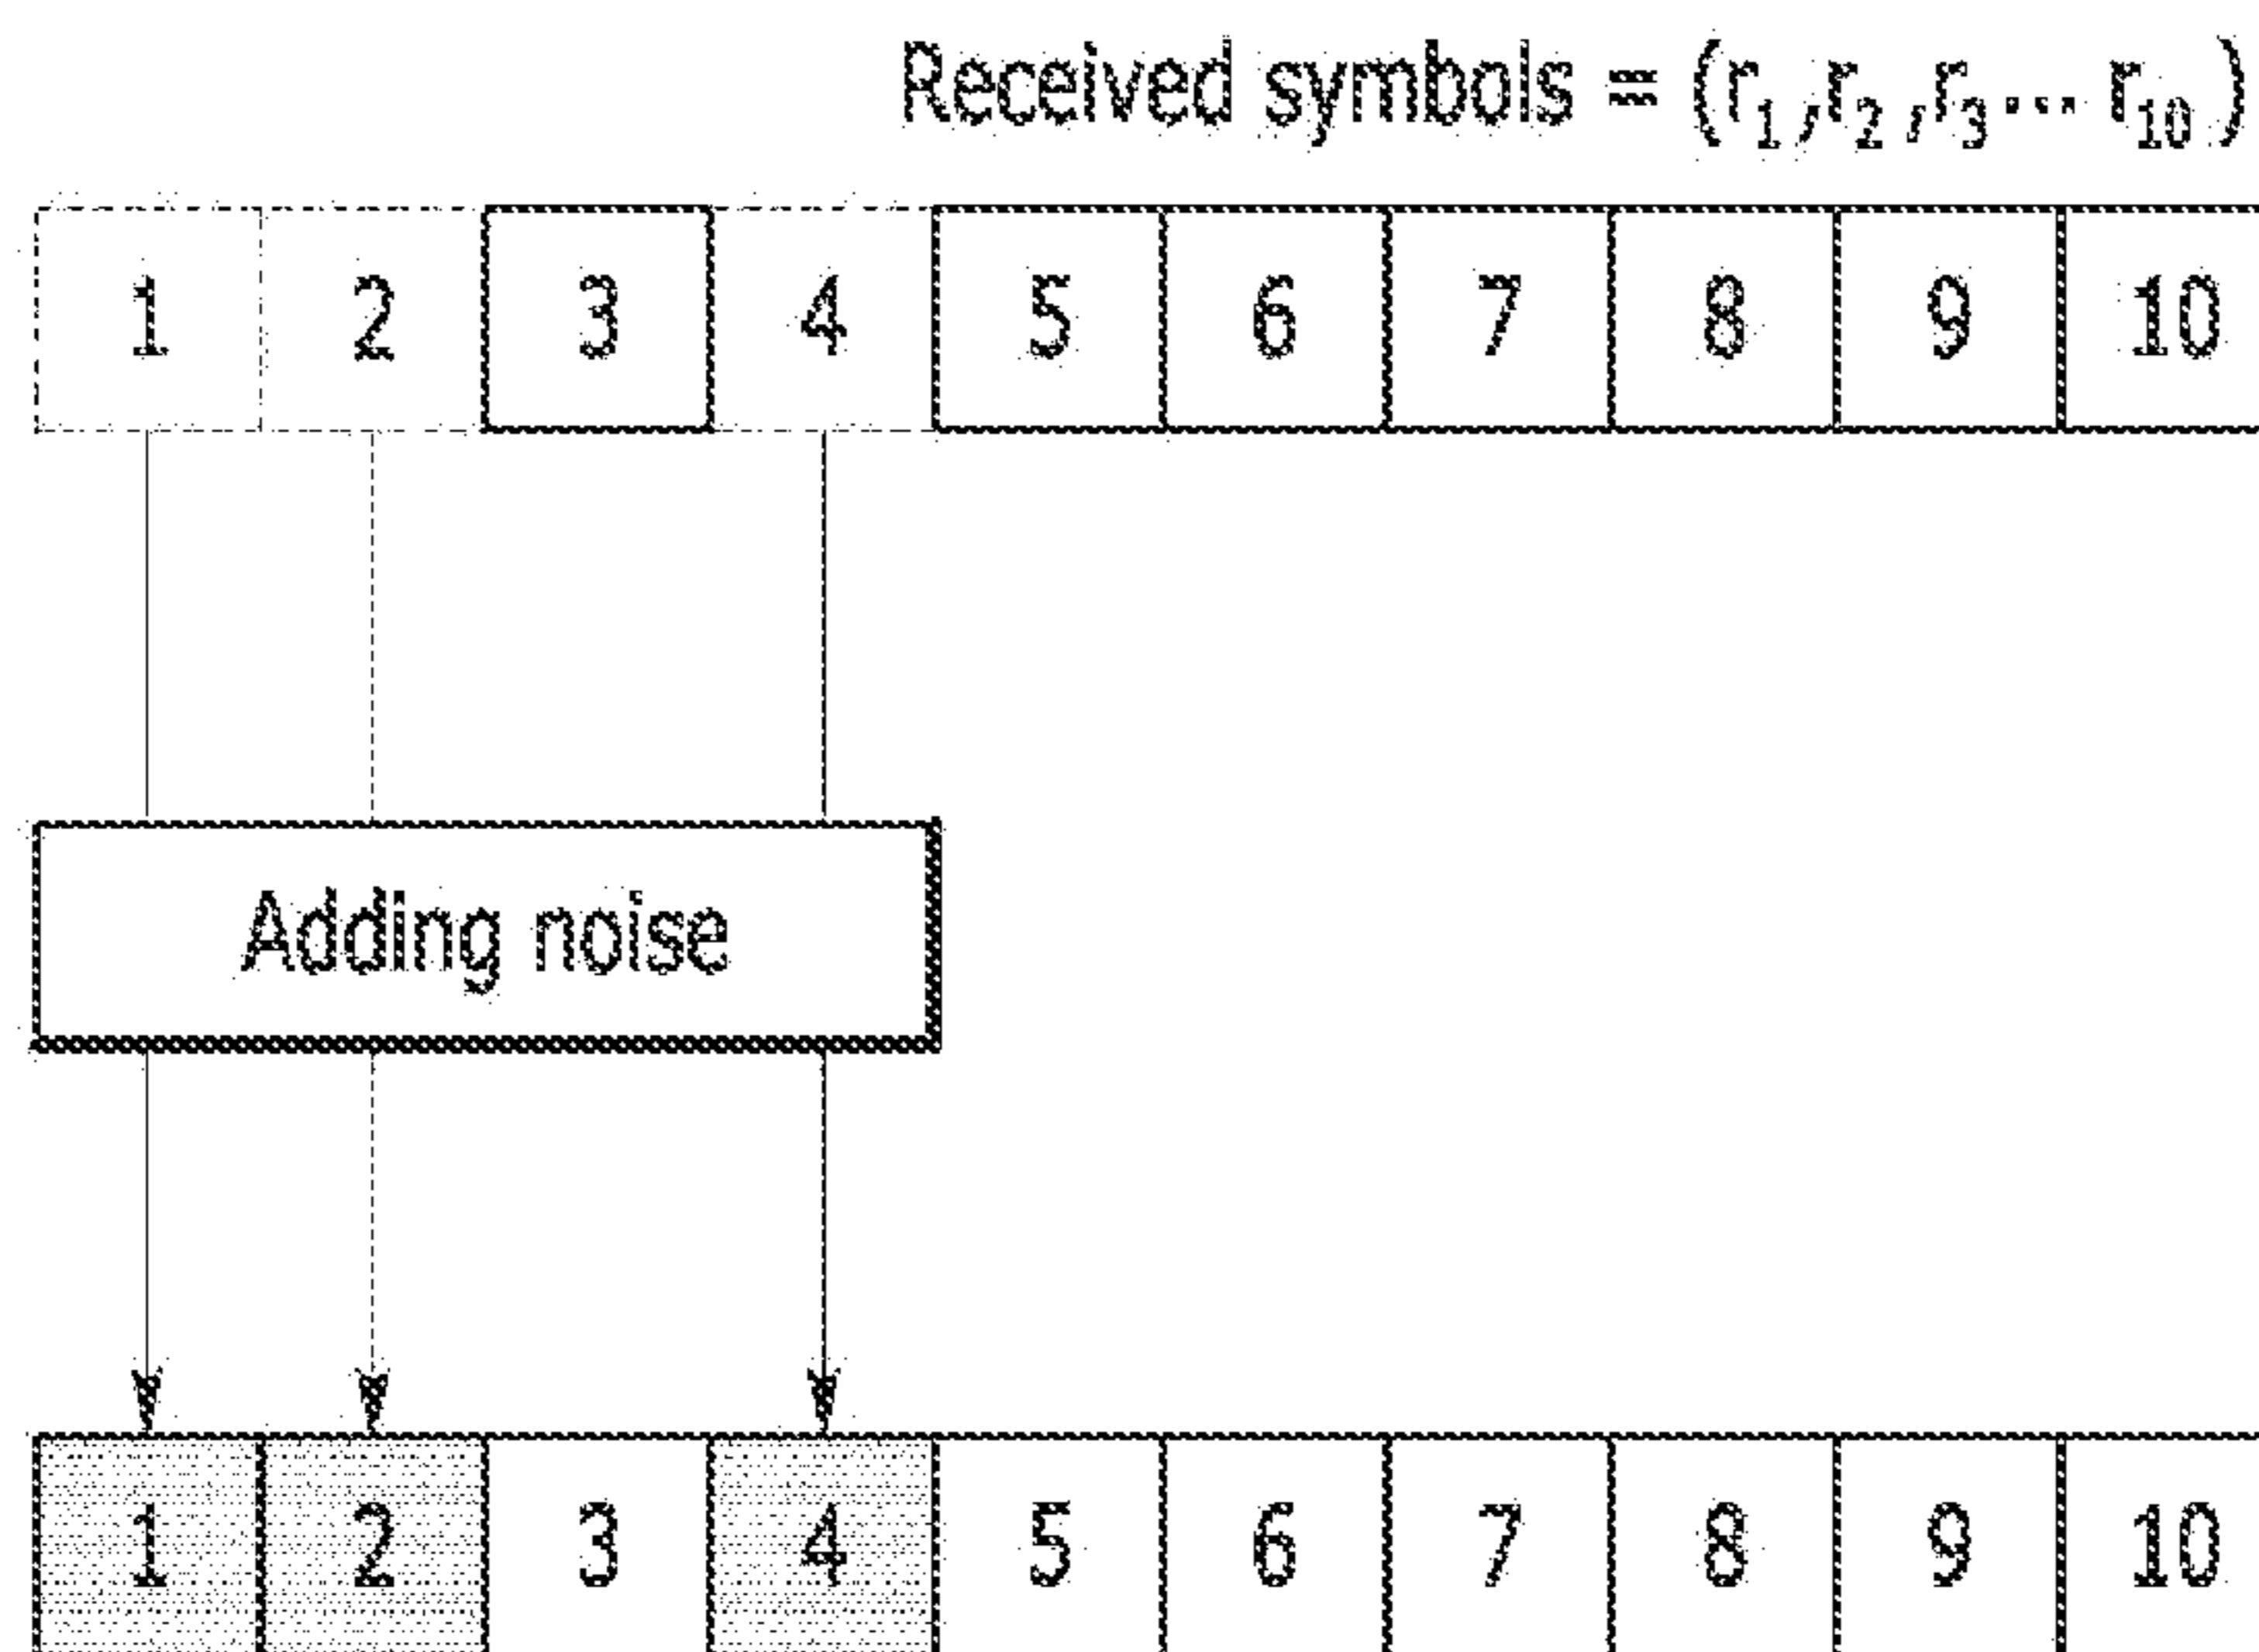 Received symbols = (r₁,r₂,r₃... r₁₀)
1 2 3 4 5 6 7 8 9 10
Adding noise
1 2 3 4 5 6 7 8 9 10